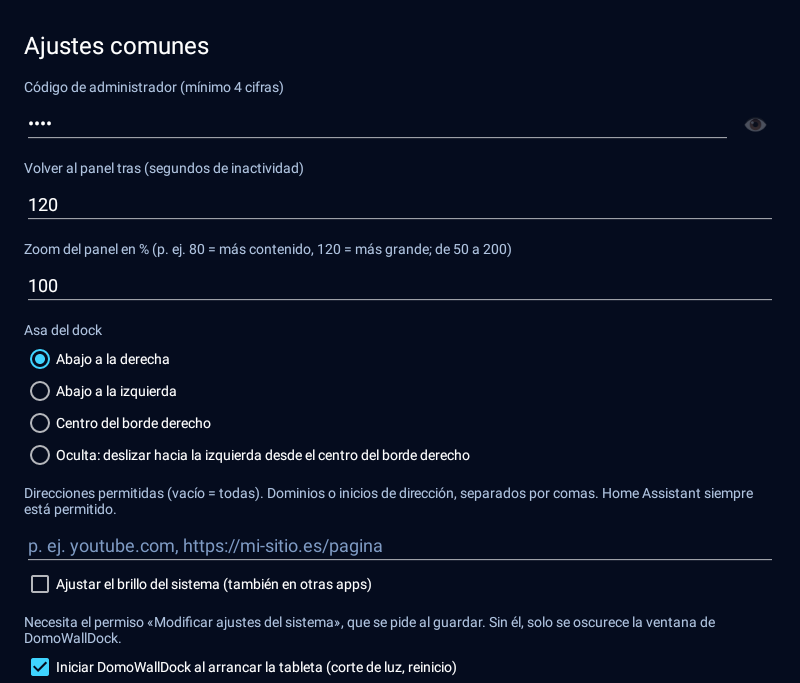 Ajustes comunes
Código de administrador (mínimo 4 cifras)
••••
Volver al panel tras (segundos de inactividad)
120
Zoom del panel en % (p. ej. 80 = más contenido, 120 = más grande; de 50 a 200)
100
Asa del dock
Abajo a la derecha
Abajo a la izquierda
Centro del borde derecho
Oculta: deslizar hacia la izquierda desde el centro del borde derecho
Direcciones permitidas (vacío = todas). Dominios o inicios de dirección, separados por comas. Home Assistant siempre
está permitido.
p. ej. youtube.com, https://mi-sitio.es/pagina
Ajustar el brillo del sistema (también en otras apps)
Necesita el permiso «Modificar ajustes del sistema», que se pide al guardar. Sin él, solo se oscurece la ventana de
DomoWallDock.
Iniciar DomoWallDock al arrancar la tableta (corte de luz, reinicio)